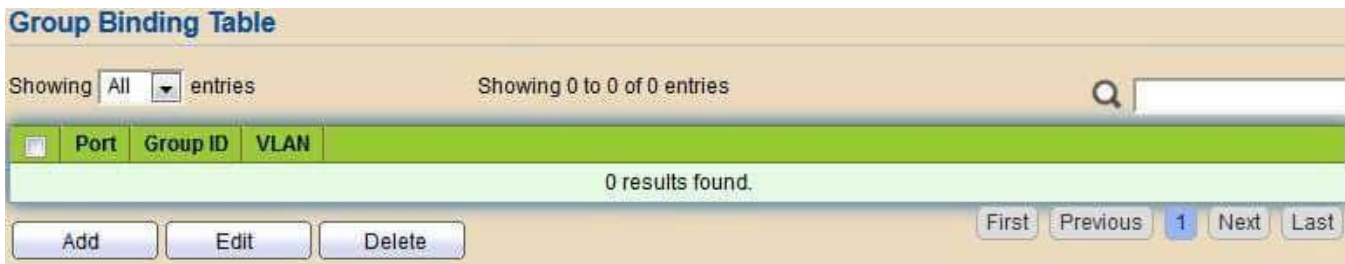 Group Binding Table
Showing All entries Showing 0 to 0 of 0 entries
Port Group ID VLAN
0 results found.
Add Edit Delete First Previous 1 Next Last